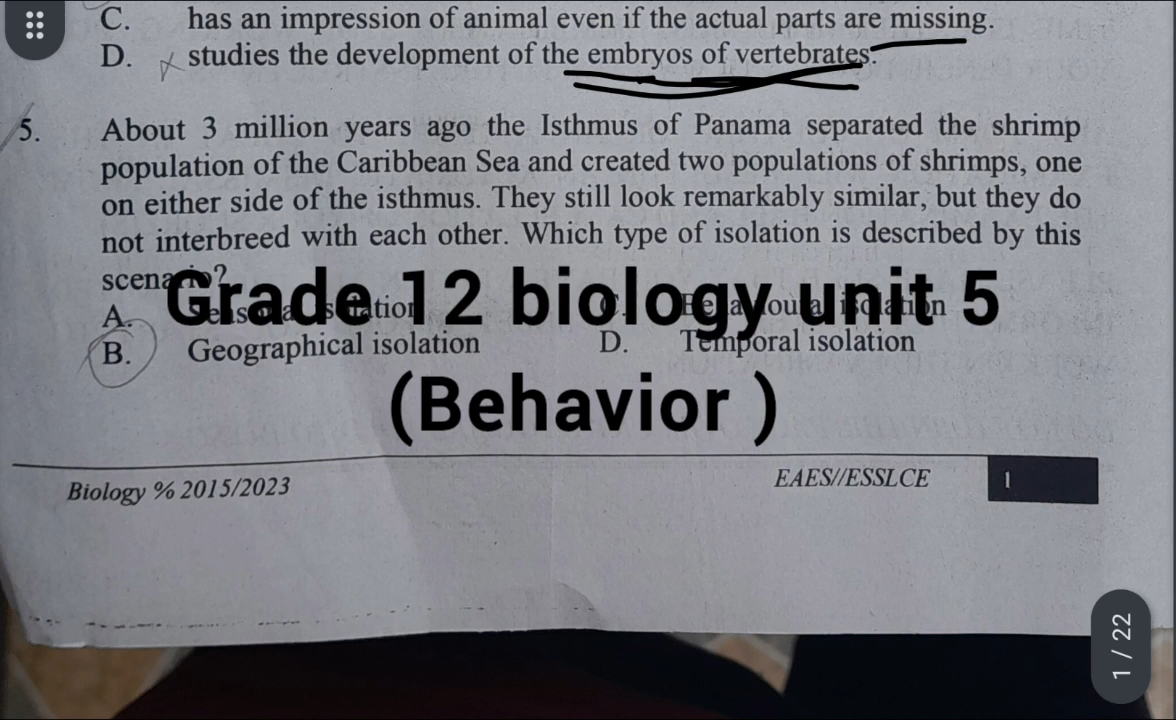 C. has an impression of animal even if the actual parts are missing.
D. studies the development of the embryos of vertebrates.
5. About 3 million years ago the Isthmus of Panama separated the shrimp
population of the Caribbean Sea and created two populations of shrimps, one
on either side of the isthmus. They still look remarkably similar, but they do
not interbreed with each other. Which type of isolation is described by this
scenario?
Grade 12 biology unit 5
A. isolation C. Behavioural isolation
B. Geographical isolation D. Temporal isolation
(Behavior )
Biology % 2015/2023 EAES//ESSLCE 1
1 / 22